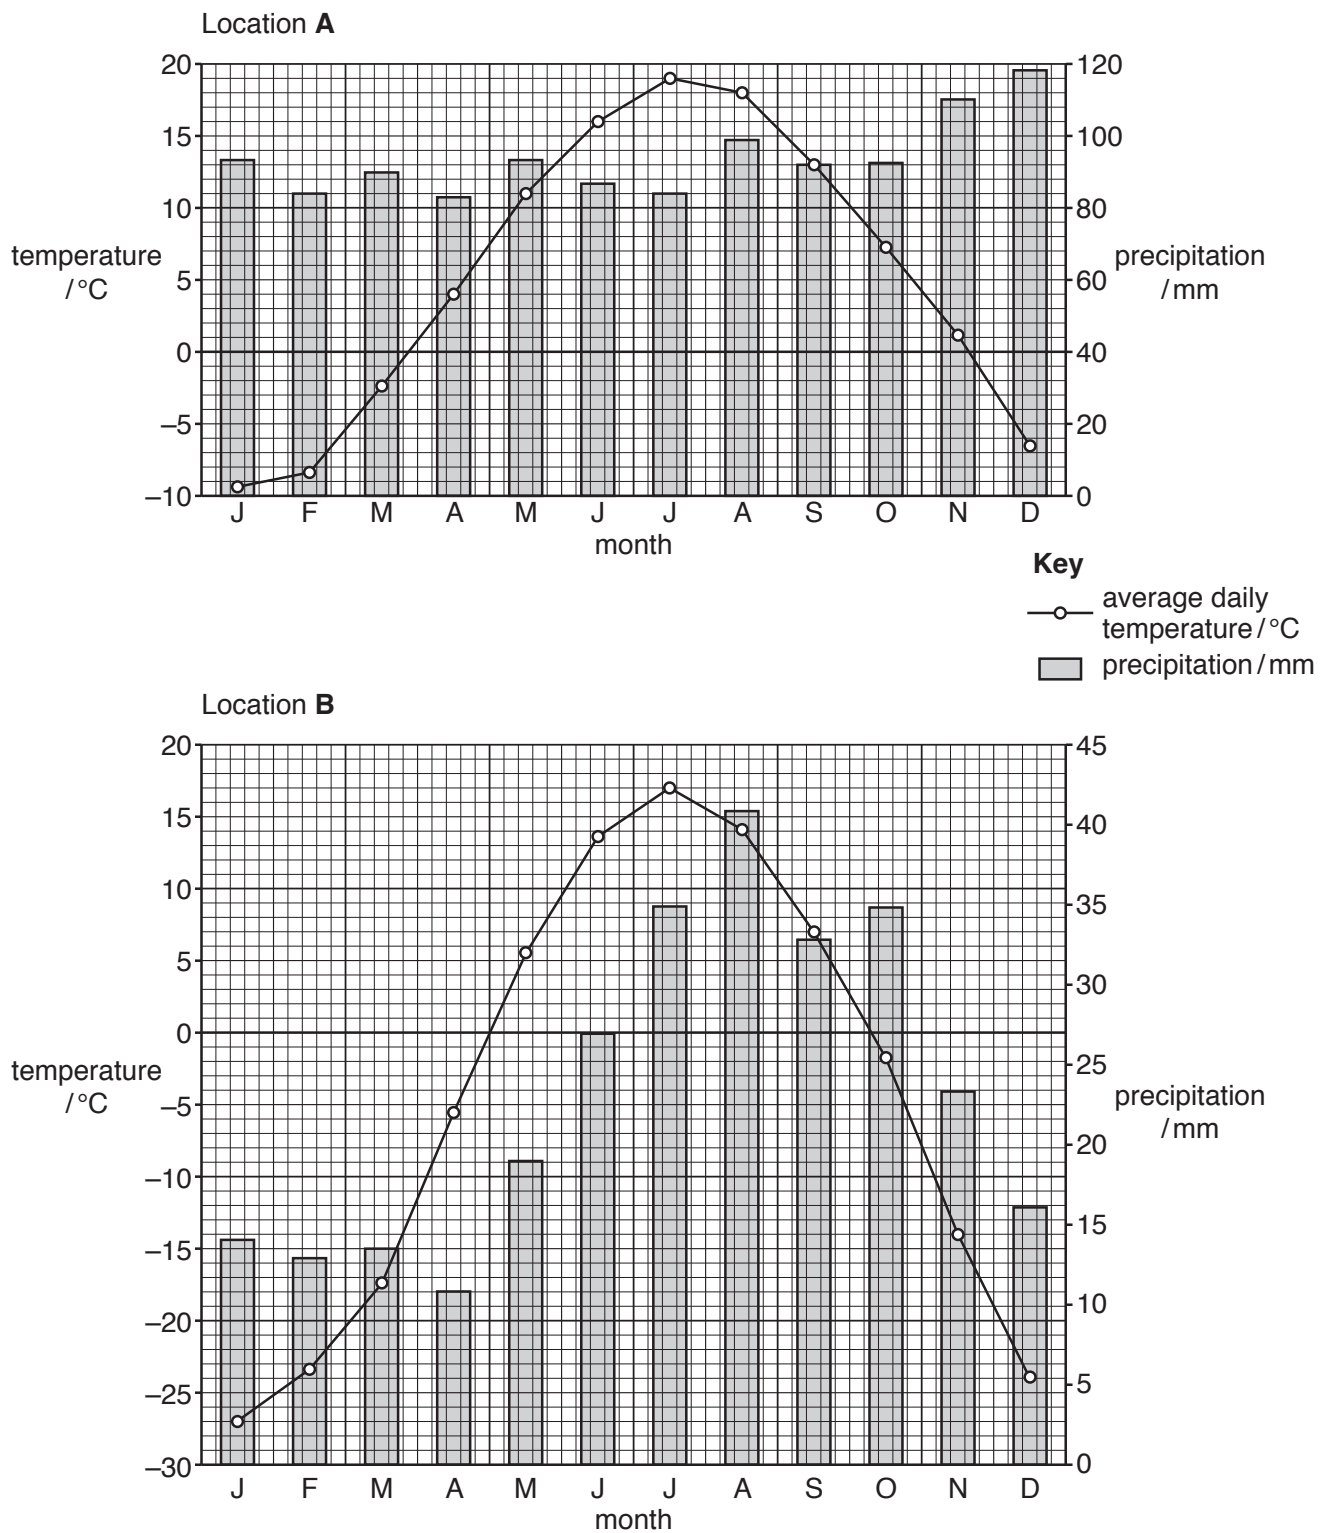 Location A
20
15
10
5
0
–5
–10
temperature
/ °C
120
100
80
60
40
20
0
precipitation
/ mm
J F M A M J J A S O N D
month
Key
average daily
temperature / °C
precipitation / mm
Location B
20
15
10
5
0
–5
–10
–15
–20
–25
–30
temperature
/ °C
45
40
35
30
25
20
15
10
5
0
precipitation
/ mm
J F M A M J J A S O N D
month